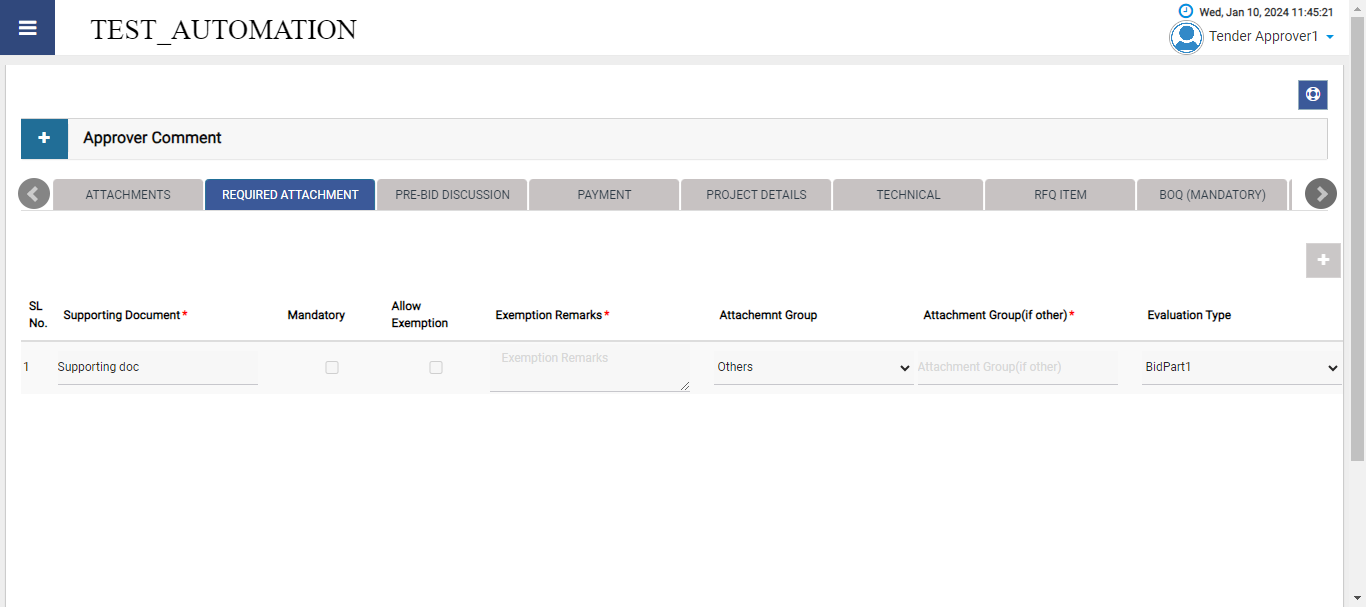 TEST_AUTOMATION
Wed, Jan 10, 2024 11:45:21
Tender Approver1
Approver Comment
ATTACHMENTS REQUIRED ATTACHMENT PRE-BID DISCUSSION PAYMENT PROJECT DETAILS TECHNICAL RFQ ITEM BOQ (MANDATORY)
SL No. Supporting Document* Mandatory Allow Exemption Exemption Remarks* Attachemnt Group Attachment Group(if other)* Evaluation Type
1 Supporting doc Exemption Remarks Others Attachment Group(if other) BidPart1